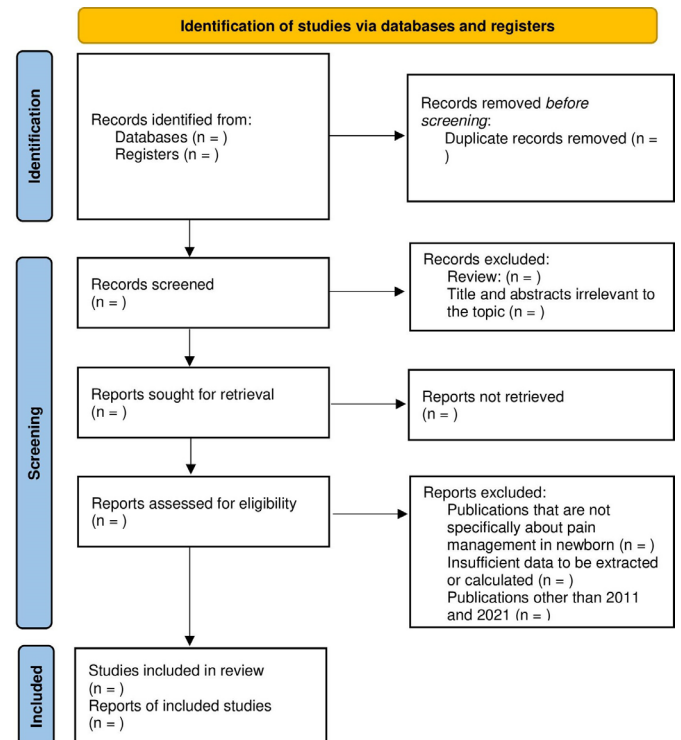 Identification of studies via databases and registers
Identification
Records identified from:
Databases (n = )
Registers (n = )
Records removed before
screening:
Duplicate records removed (n =
)
Screening
Records screened
(n = )
Records excluded:
Review: (n = )
Title and abstracts irrelevant to
the topic (n = )
Reports sought for retrieval
(n = )
Reports not retrieved
(n = )
Reports assessed for eligibility
(n = )
Reports excluded:
Publications that are not
specifically about pain
management in newborn (n = )
Insufficient data to be extracted
or calculated (n = )
Publications other than 2011
and 2021 (n = )
Included
Studies included in review
(n = )
Reports of included studies
(n = )